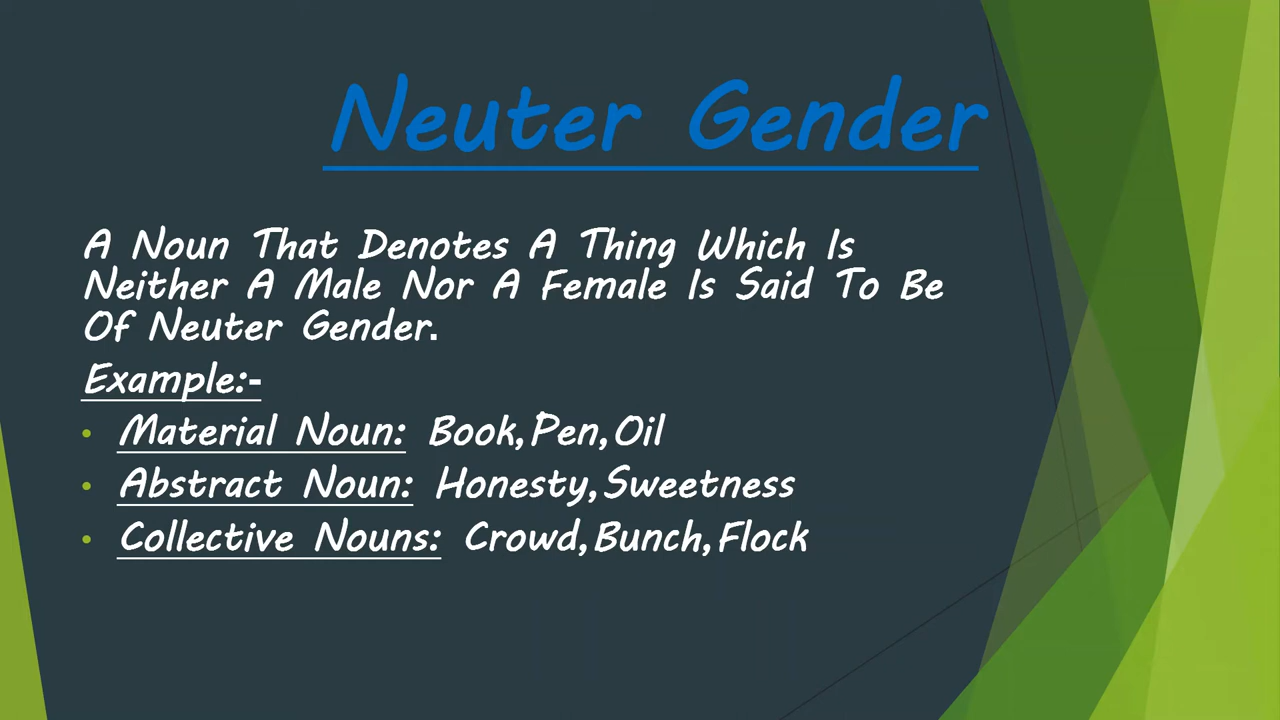 Neuter Gender
A Noun That Denotes A Thing Which Is
Neither A Male Nor A Female Is Said To Be
Of Neuter Gender.
Example:-
• Material Noun: Book,Pen,Oil
• Abstract Noun: Honesty,Sweetness
• Collective Nouns: Crowd,Bunch,Flock